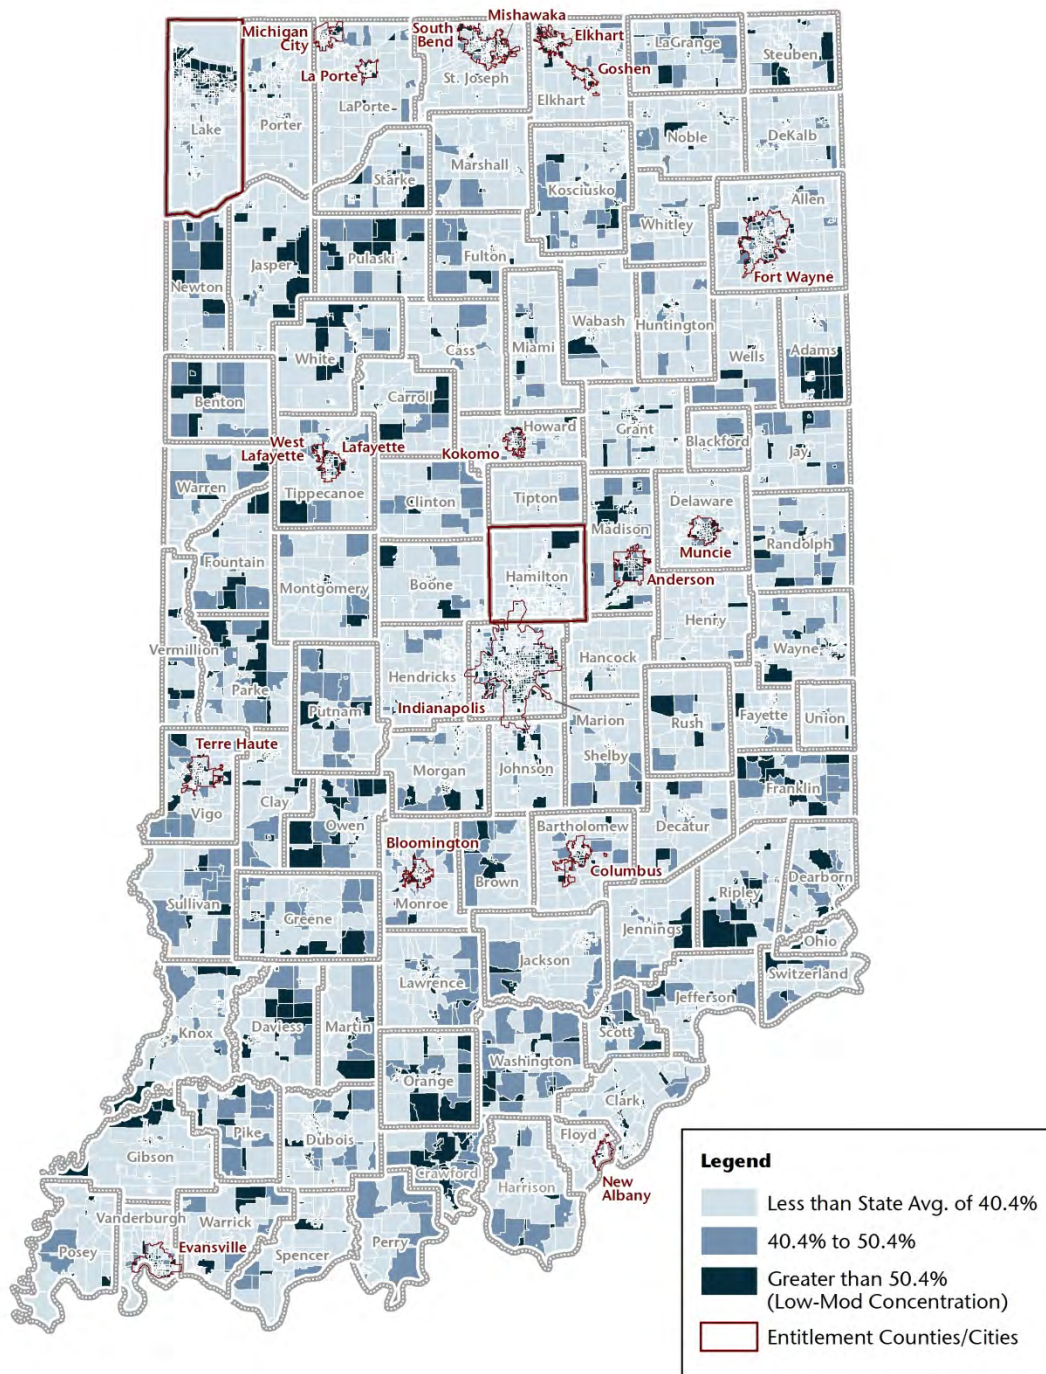 Mishawaka
Michigan
City
South
Bend
Elkhart
LaGrange
Steuben
La Porte
Goshen
St. Joseph
Lake
Porter
LaPorte
Elkhart
Noble
DeKalb
Starke
Marshall
Kosciusko
Allen
Whitley
Newton
Jasper
Pulaski
Fulton
Fort Wayne
White
Cass
Miami
Wabash
Huntington
Wells
Adams
Benton
Carroll
West
Lafayette
Lafayette
Kokomo
Howard
Grant
Blackford
Jay
Warren
Tippecanoe
Clinton
Tipton
Madison
Delaware
Muncie
Randolph
Fountain
Montgomery
Boone
Hamilton
Anderson
Henry
Vermillion
Parke
Putnam
Hendricks
Indianapolis
Hancock
Marion
Wayne
Rush
Fayette
Union
Terre Haute
Vigo
Clay
Morgan
Johnson
Shelby
Franklin
Owen
Bloomington
Bartholomew
Columbus
Decatur
Sullivan
Greene
Monroe
Brown
Jennings
Ripley
Dearborn
Ohio
Switzerland
Knox
Daviess
Martin
Lawrence
Jackson
Jefferson
Scott
Washington
Orange
Clark
Pike
Gibson
Dubois
Crawford
Floyd
New
Albany
Harrison
Posey
Vanderburgh
Warrick
Evansville
Spencer
Perry
Legend
Less than State Avg. of 40.4%
40.4% to 50.4%
Greater than 50.4%
(Low-Mod Concentration)
Entitlement Counties/Cities